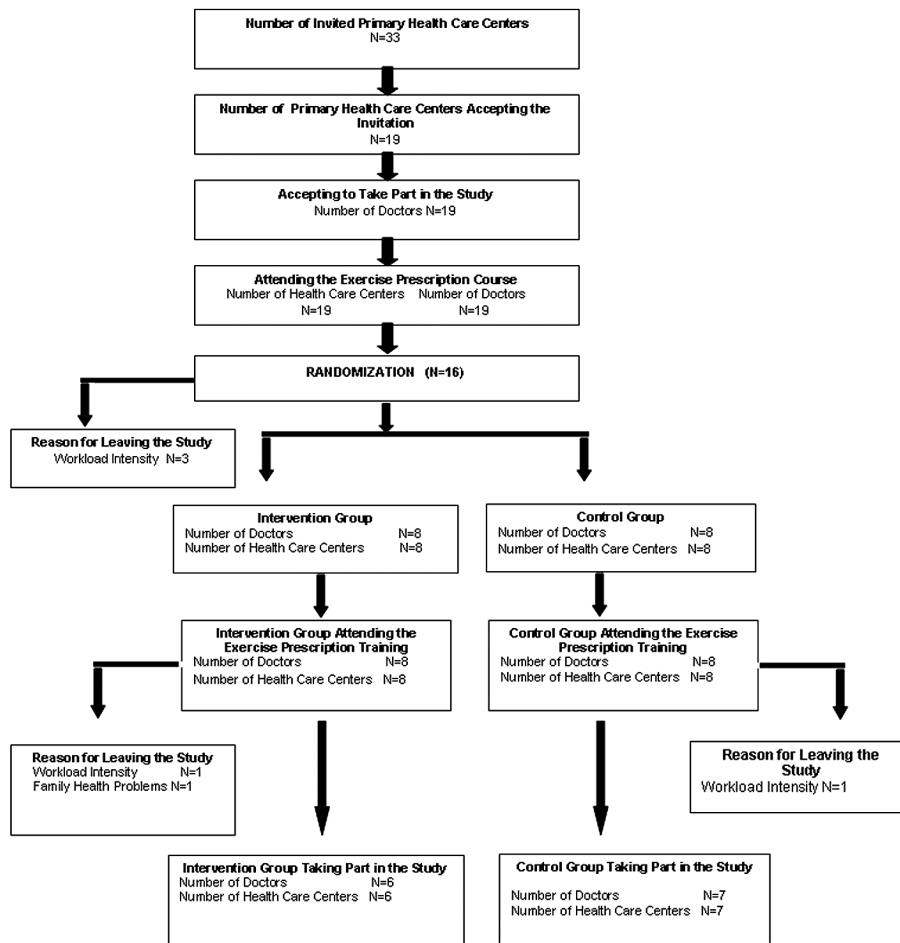 Number of Invited Primary Health Care Centers
N=33
Number of Primary Health Care Centers Accepting the
Invitation
N=19
Accepting to Take Part in the Study
Number of Doctors N=19
Attending the Exercise Prescription Course
Number of Health Care Centers Number of Doctors
N=19 N=19
RANDOMIZATION (N=16)
Reason for Leaving the Study
Workload Intensity N=3
Intervention Group
Number of Doctors N=8
Number of Health Care Centers N=8
Control Group
Number of Doctors N=8
Number of Health Care Centers N=8
Intervention Group Attending the
Exercise Prescription Training
Number of Doctors N=8
Number of Health Care Centers N=8
Control Group Attending the Exercise
Prescription Training
Number of Doctors N=8
Number of Health Care Centers N=8
Reason for Leaving the Study
Workload Intensity N=1
Family Health Problems N=1
Reason for Leaving the
Study
Workload Intensity N=1
Intervention Group Taking Part in the Study
Number of Doctors N=6
Number of Health Care Centers N=6
Control Group Taking Part in the Study
Number of Doctors N=7
Number of Health Care Centers N=7